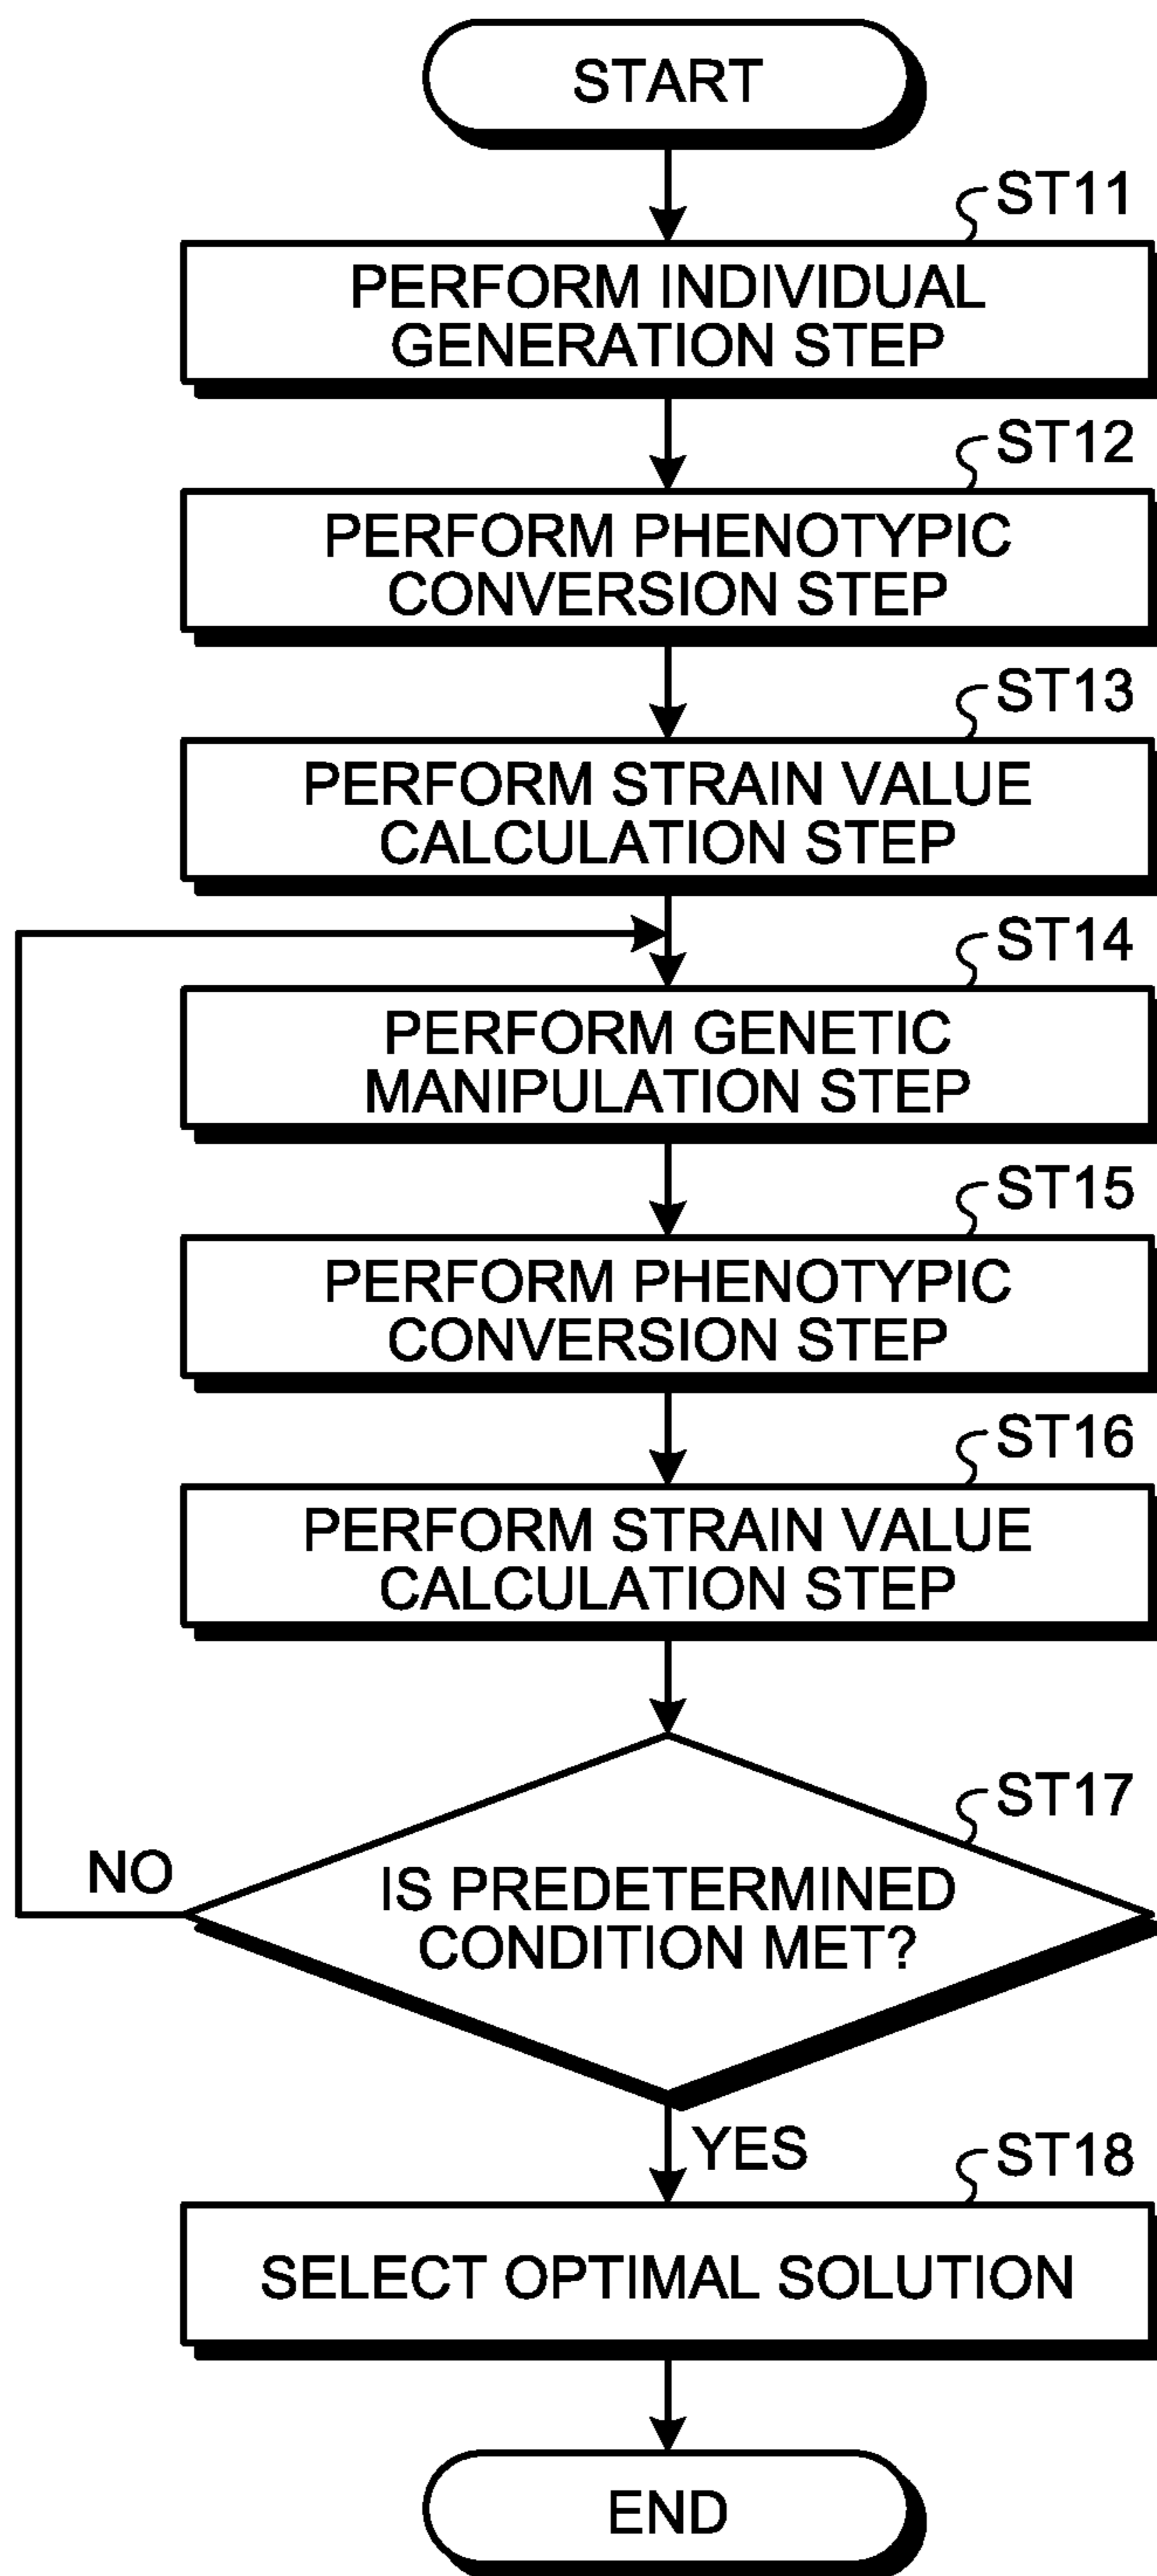 START
ST11
PERFORM INDIVIDUAL
GENERATION STEP
ST12
PERFORM PHENOTYPIC
CONVERSION STEP
ST13
PERFORM STRAIN VALUE
CALCULATION STEP
ST14
PERFORM GENETIC
MANIPULATION STEP
ST15
PERFORM PHENOTYPIC
CONVERSION STEP
ST16
PERFORM STRAIN VALUE
CALCULATION STEP
ST17
NO
IS PREDETERMINED
CONDITION MET?
YES
ST18
SELECT OPTIMAL SOLUTION
END